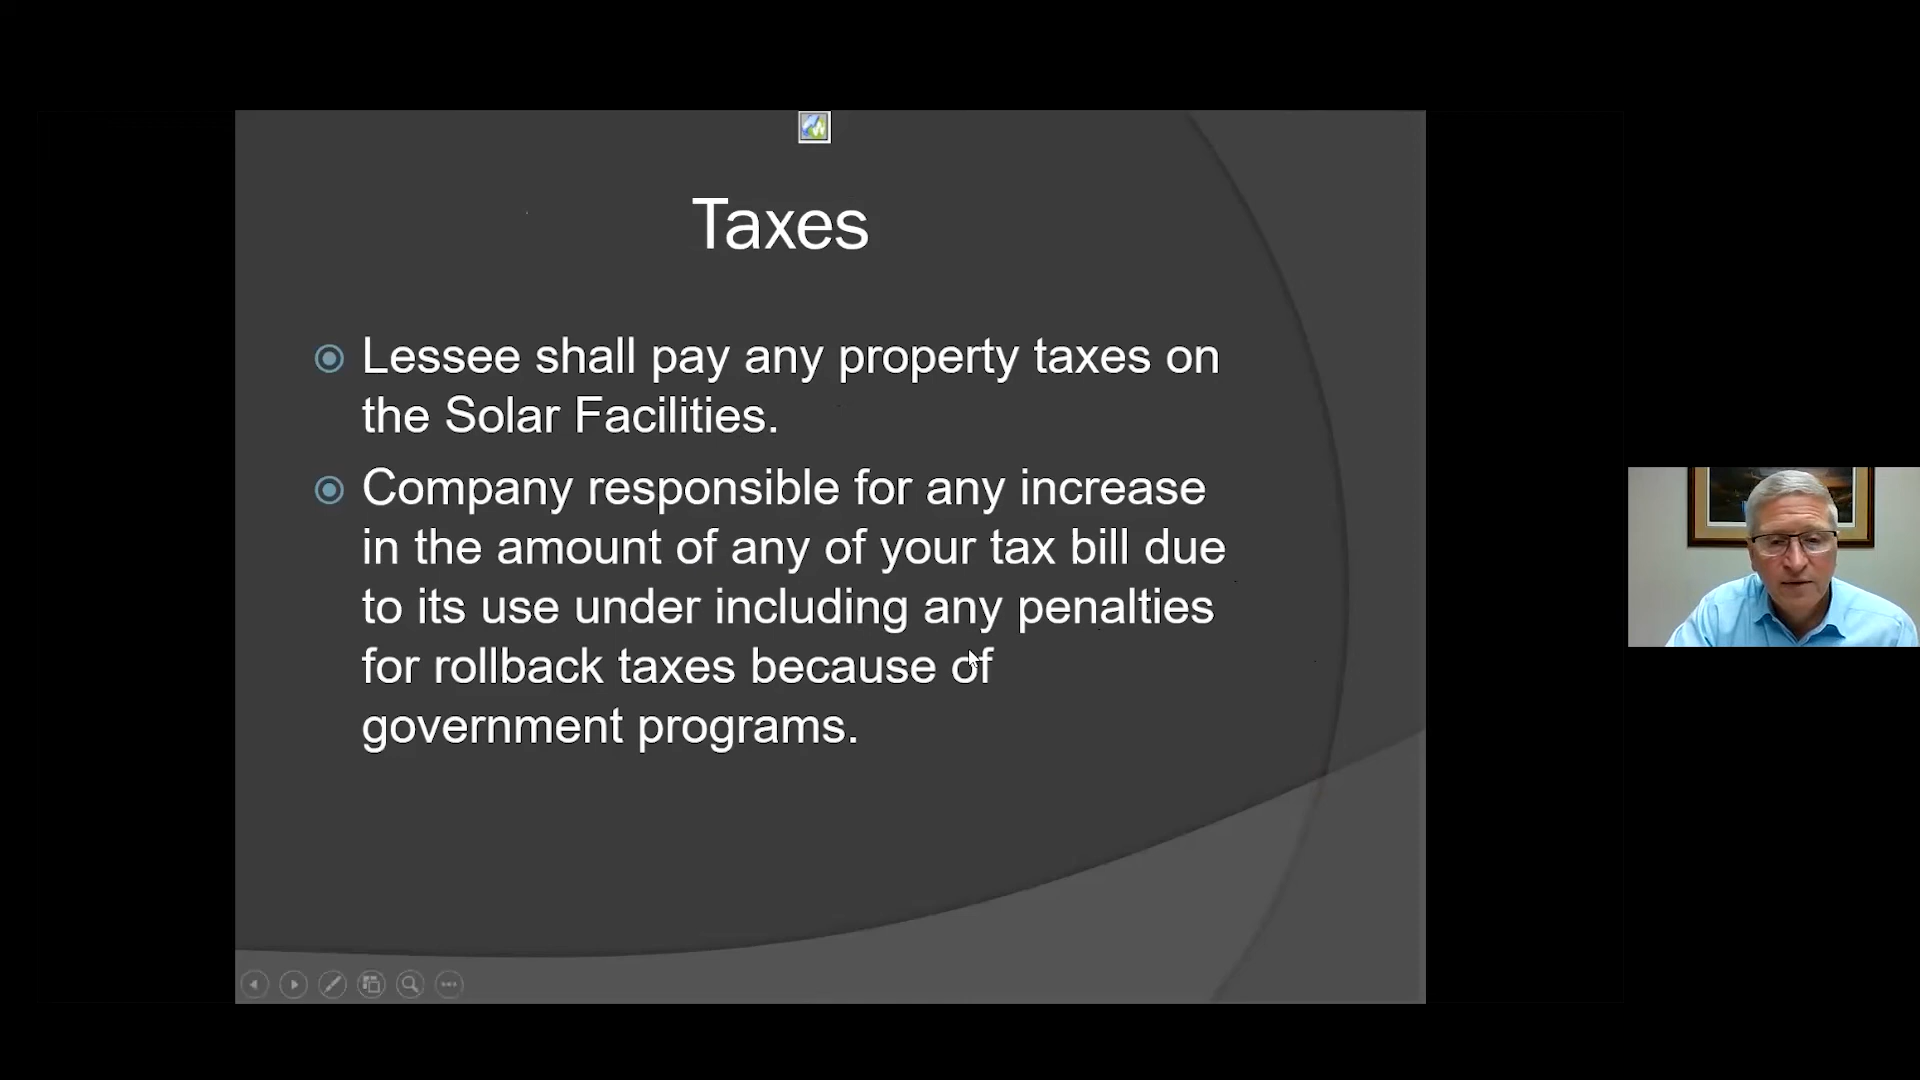 Taxes
Lessee shall pay any property taxes on
the Solar Facilities.
Company responsible for any increase
in the amount of any of your tax bill due
to its use under including any penalties
for rollback taxes because of
government programs.